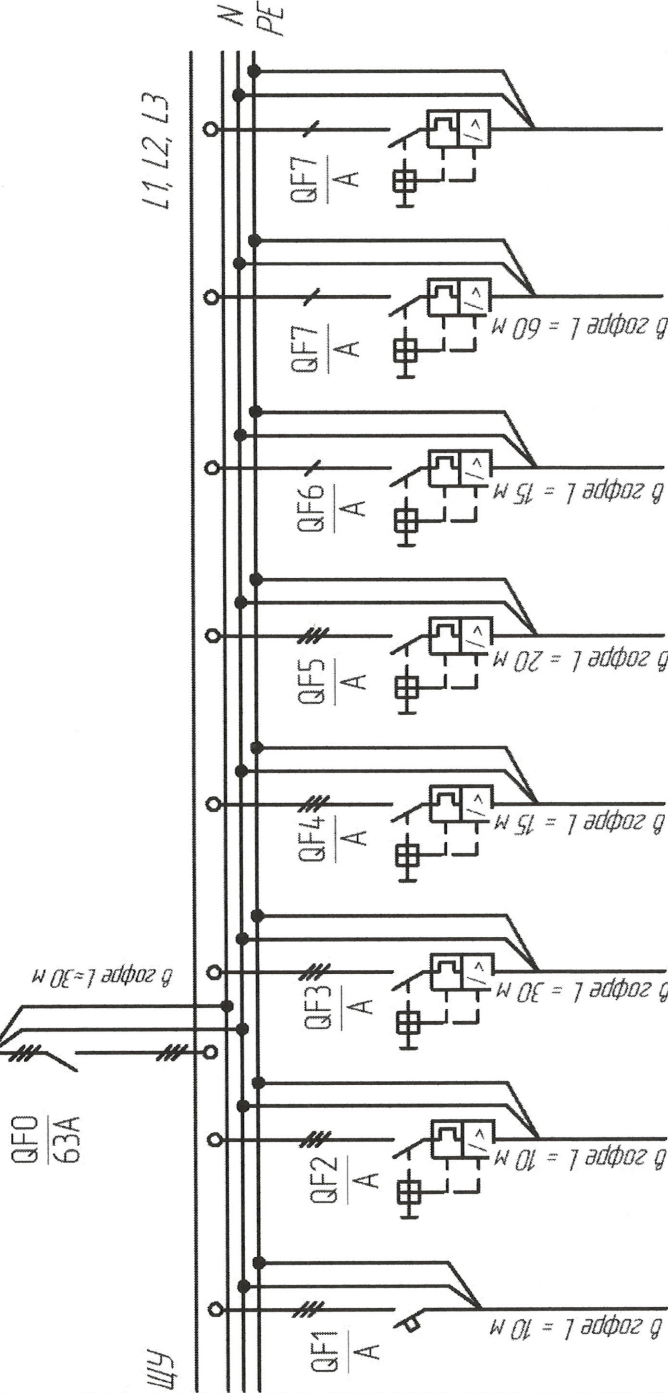 N
PE
L1, L2, L3
QF7
A
QF7
A
в гофре l = 60 м
QF6
A
в гофре l = 15 м
QF5
A
в гофре l = 20 м
QF4
A
в гофре l = 15 м
QF3
A
в гофре l = 30 м
в гофре l≈30 м
QF0
63A
QF2
A
в гофре l = 10 м
QF1
A
в гофре l = 10 м
ЩУ
I>
I>
I>
I>
I>
I>
I>